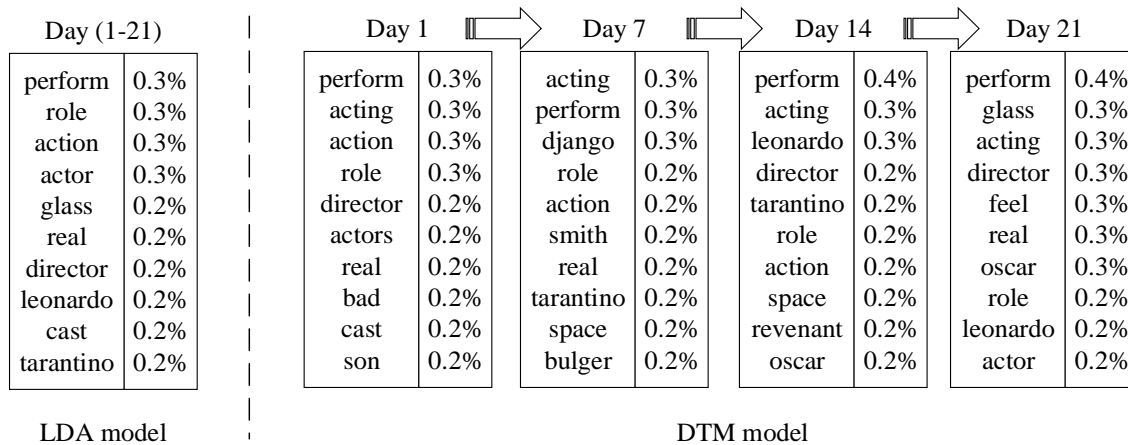 Day (1-21) Day 1 Day 7 Day 14 Day 21
perform 0.3% perform 0.3% acting 0.3% perform 0.4% perform 0.4%
role 0.3% acting 0.3% perform 0.3% acting 0.3% glass 0.3%
action 0.3% action 0.3% django 0.3% leonardo 0.3% acting 0.3%
actor 0.3% role 0.3% role 0.2% director 0.2% director 0.3%
glass 0.2% director 0.2% action 0.2% tarantino 0.2% feel 0.3%
real 0.2% actors 0.2% smith 0.2% role 0.2% real 0.3%
director 0.2% real 0.2% real 0.2% action 0.2% oscar 0.3%
leonardo 0.2% bad 0.2% tarantino 0.2% space 0.2% role 0.2%
cast 0.2% cast 0.2% space 0.2% revenant 0.2% leonardo 0.2%
tarantino 0.2% son 0.2% bulger 0.2% oscar 0.2% actor 0.2%
LDA model DTM model